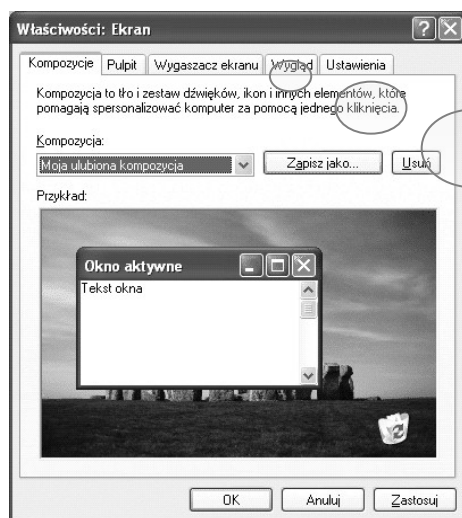 Właściwości: Ekran
Kompozycje Pulpit Wygaszacz ekranu Wygląd Ustawienia
Kompozycja to tło i zestaw dźwięków, ikon i innych elementów, które
pomagają spersonalizować komputer za pomocą jednego kliknięcia.
Kompozycja:
Moja ulubiona kompozycja Zapisz jako... Usuń
Przykład:
Okno aktywne
Tekst okna
OK Anuluj Zastosuj